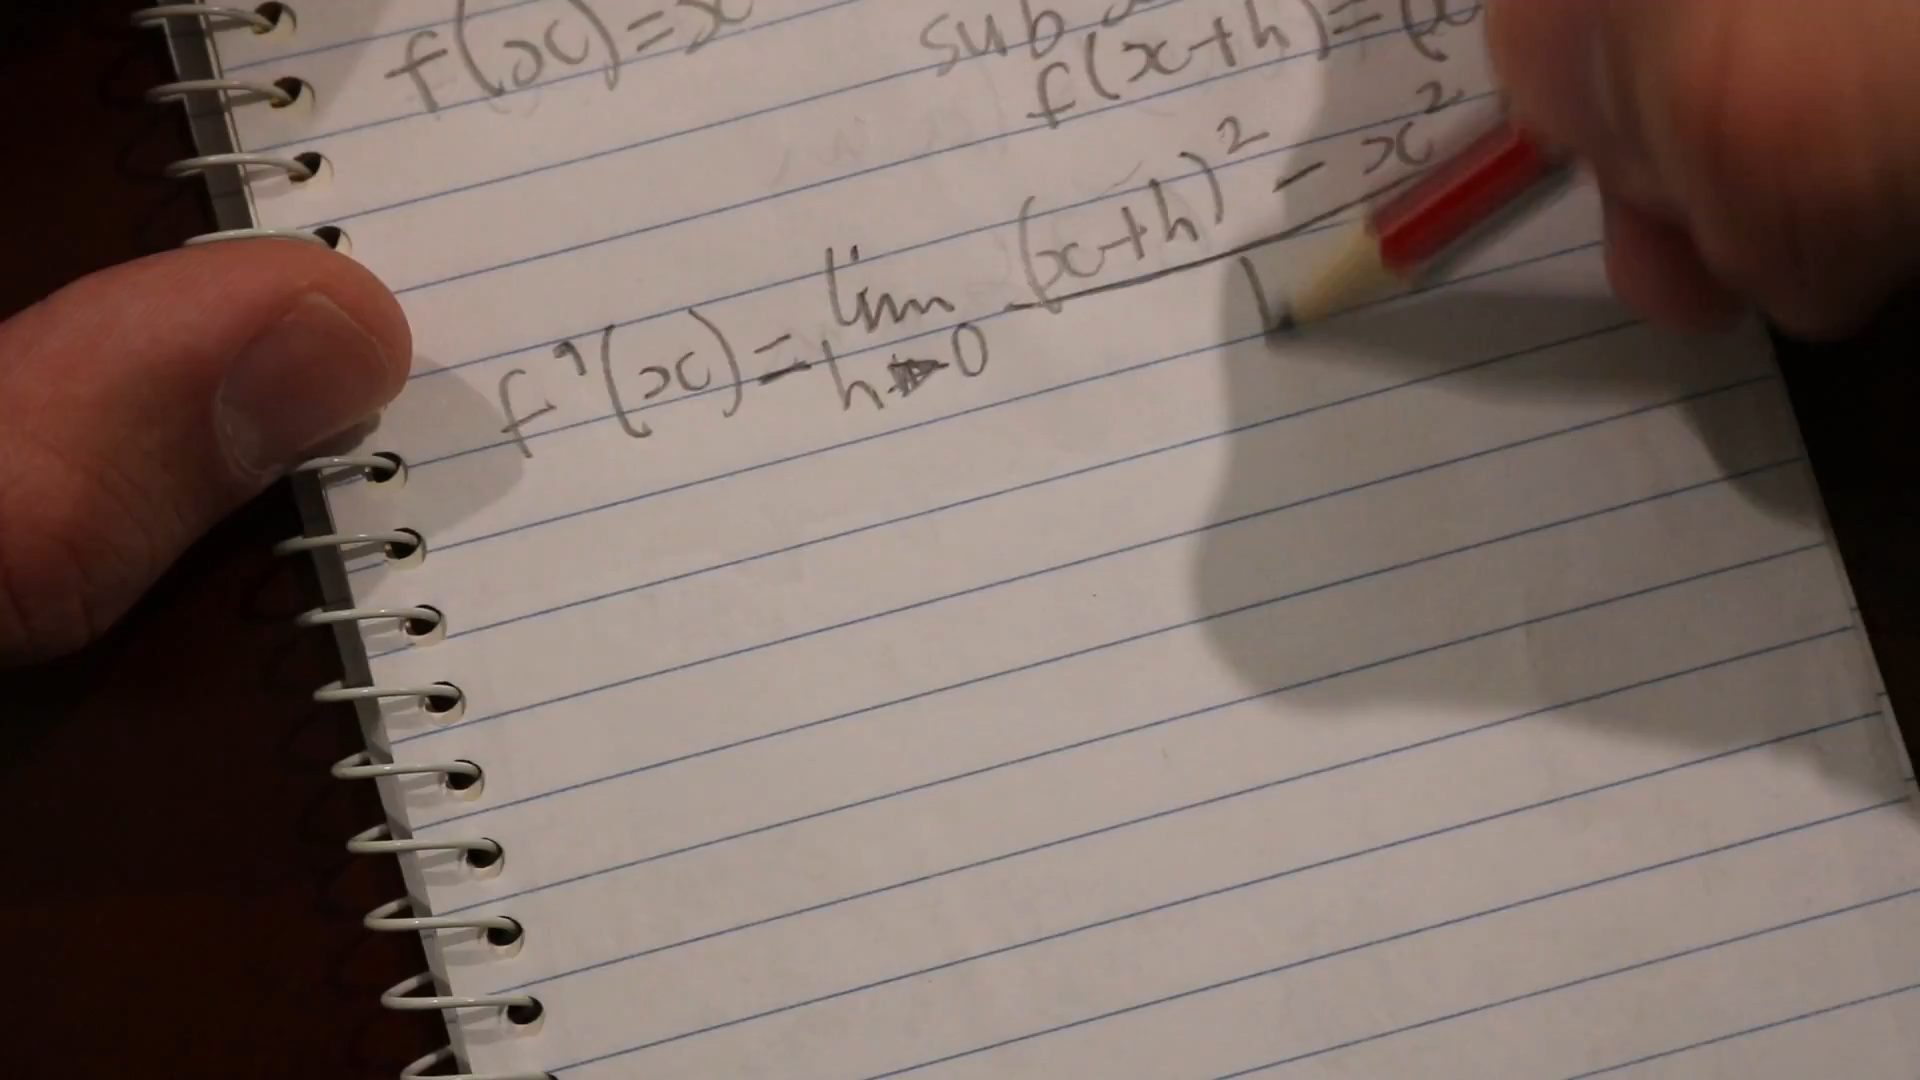 f(x)=x
sub
f(x+h)=(x
f'(x)=lim h→0 (x+h)² - x²